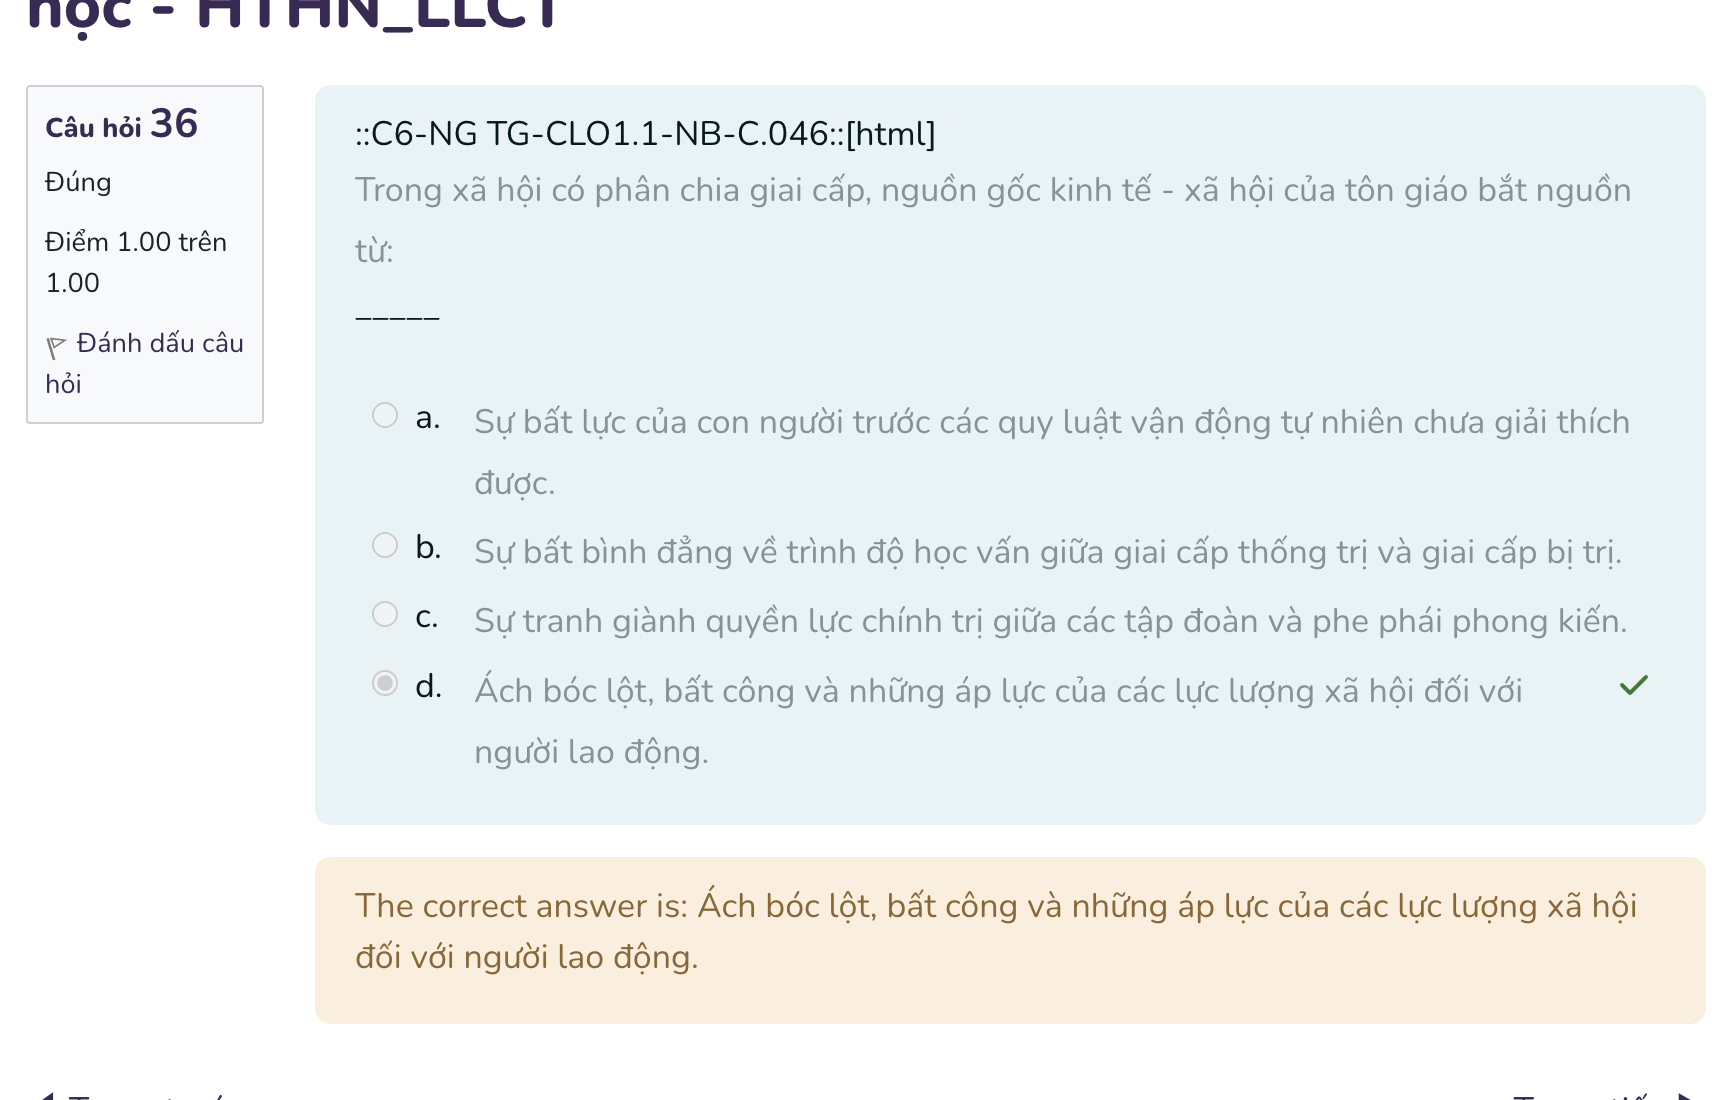 học - HTHN_LLCT
Câu hỏi 36
Đúng
Điểm 1.00 trên
1.00
Đánh dấu câu
hỏi
::C6-NG TG-CLO1.1-NB-C.046::[html]
Trong xã hội có phân chia giai cấp, nguồn gốc kinh tế - xã hội của tôn giáo bắt nguồn
từ:
_____
a. Sự bất lực của con người trước các quy luật vận động tự nhiên chưa giải thích
được.
b. Sự bất bình đẳng về trình độ học vấn giữa giai cấp thống trị và giai cấp bị trị.
c. Sự tranh giành quyền lực chính trị giữa các tập đoàn và phe phái phong kiến.
d. Ách bóc lột, bất công và những áp lực của các lực lượng xã hội đối với
người lao động.
The correct answer is: Ách bóc lột, bất công và những áp lực của các lực lượng xã hội
đối với người lao động.